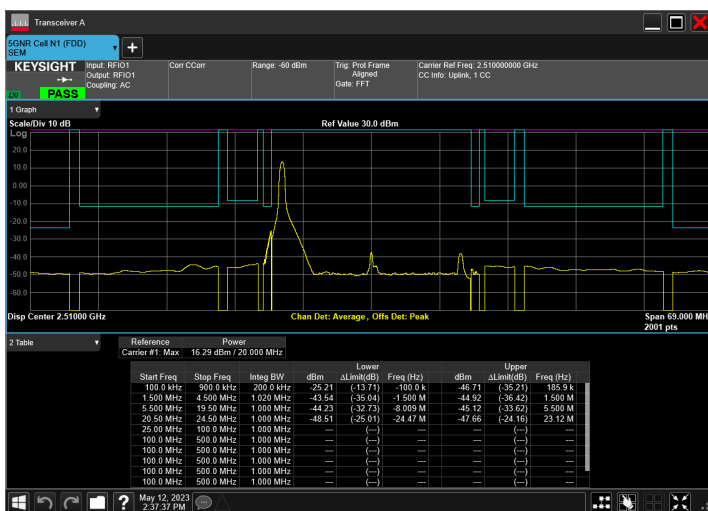 Transceiver A
5GNR Cell N1 (FDD)
SEM
KEYSIGHT
PASS
Input: RFIO1
Output: RFIO1
Coupling: AC
Corr CCorr
Range: -60 dBm
Trig: Prot Frame
Aligned
Gate: FFT
Carrier Ref Freq: 2.510000000 GHz
CC Info: Uplink, 1 CC
1 Graph
Scale/Div 10 dB
Ref Value 30.0 dBm
Log
20.0
10.0
0.00
-10.0
-20.0
-30.0
-40.0
-50.0
-60.0
Disp Center 2.51000 GHz
Chan Det: Average, Offs Det: Peak
Span 69.000 MH
2001 pts
2 Table
Reference Power
Carrier #1: Max 16.29 dBm / 20.000 MHz
Lower Upper
Start Freq Stop Freq Integ BW dBm ΔLimit(dB) Freq (Hz) dBm ΔLimit(dB) Freq (Hz)
100.0 kHz 900.0 kHz 200.0 kHz -25.21 (-13.71) -100.0 k -46.71 (-35.21) 185.9 k
1.500 MHz 4.500 MHz 1.020 MHz -43.54 (-35.04) -1.500 M -44.92 (-36.42) 1.500 M
5.500 MHz 19.50 MHz 1.000 MHz -44.23 (-32.73) -8.009 M -45.12 (-33.62) 5.500 M
20.50 MHz 24.50 MHz 1.000 MHz -48.51 (-25.01) -24.47 M -47.66 (-24.16) 23.12 M
25.00 MHz 100.0 kHz 1.000 MHz --- (---) --- --- (---) ---
100.0 kHz 500.0 MHz 1.000 MHz --- (---) --- --- (---) ---
100.0 kHz 500.0 MHz 1.000 MHz --- (---) --- --- (---) ---
100.0 kHz 500.0 MHz 1.000 MHz --- (---) --- --- (---) ---
100.0 kHz 500.0 MHz 1.000 MHz --- (---) --- --- (---) ---
100.0 kHz 500.0 MHz 1.000 MHz --- (---) --- --- (---) ---
May 12, 2023
2:37:37 PM